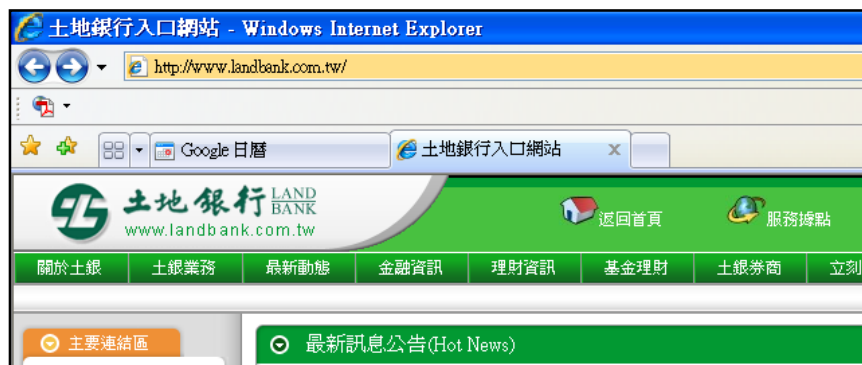 土地銀行入口網站 - Windows Internet Explorer
http://www.landbank.com.tw/
Google 日曆 土地銀行入口網站 x
土地銀行 LAND BANK
www.landbank.com.tw
返回首頁 服務據點
關於土銀 土銀業務 最新動態 金融資訊 理財資訊 基金理財 土銀券商 立刻
主要連結區 最新訊息公告(Hot News)